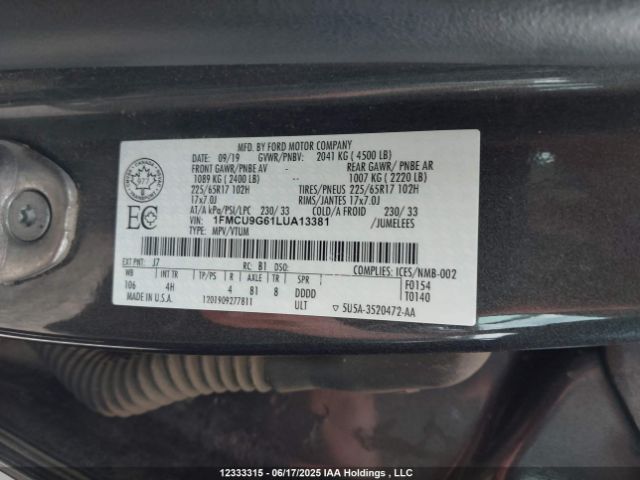 MFD. BY FORD MOTOR COMPANY
DATE: 09/19 GVWR/PNBV: 2041 KG ( 4500 LB)
FRONT GAWR/PNBE AV - REAR GAWR/ PNBE AR
1089 KG ( 2400 LB) -- 1007 KG ( 2220 LB)
225/65R17 102H TIRES/PNEUS 225/65R17 102H
17x7.0J RIMS/JANTES 17x7.0J
AT/A kPa/PSI/LPC 230/ 33 COLD/A FROID 230/ 33
VIN: 1FMCU9G61LUA13381 /JUMELEES
TYPE: MPV/VTUM
EC
EXT PNT: J7 RC: B1 DSO: COMPLIES: ICES/NMB-002
WB INT TR TP/PS R AXLE TR SPR F0154
106 4H 4 81 8 DDDD T0140
MADE IN U.S.A. 1201909277811 ULT ▽ 5U5A-3520472-AA
12333315 - 06/17/2025 IAA Holdings , LLC